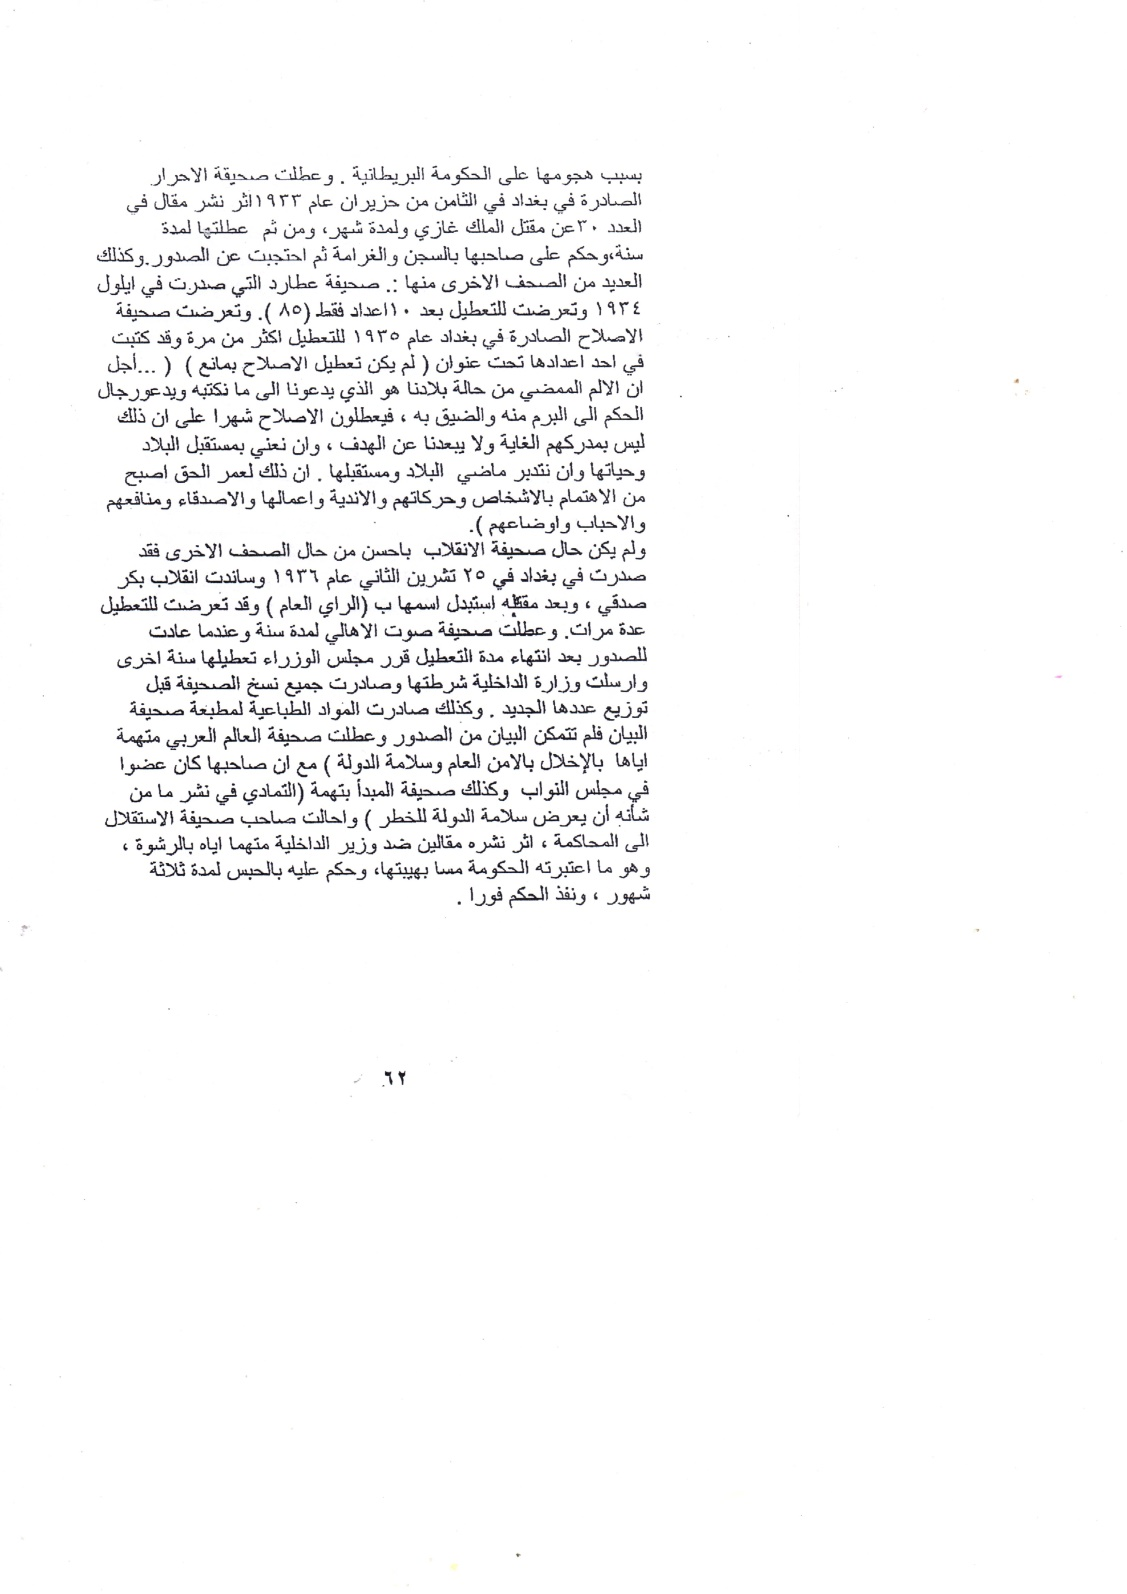 بسبب هجومها على الحكومة البريطانية . وعطلت صحيقة الاحرار
الصادرة في بغداد في الثامن من حزيران عام ١٩٣٣اثر نشر مقال في
العدد ٣٠عن مقتل الملك غازي ولمدة شهر، ومن ثم عطلتها لمدة
سنة،وحكم على صاحبها بالسجن والغرامة ثم احتجبت عن الصدور.وكذلك
العديد من الصحف الاخرى منها :. صحيفة عطارد التي صدرت في ايلول
١٩٣٤ وتعرضت للتعطيل بعد ١٠اعداد فقط (٨٥ ). وتعرضت صحيفة
الاصلاح الصادرة في بغداد عام ١٩٣٥ للتعطيل اكثر من مرة وقد كتبت
في احد اعدادها تحت عنوان ( لم يكن تعطيل الاصلاح بمانع ) ( ...أجل
ان الالم الممضي من حالة بلادنا هو الذي يدعونا الى ما نكتبه ويدعورجال
الحكم الى البرم منه والضيق به ، فيعطلون الاصلاح شهرا على ان ذلك
ليس بمدركهم الغاية ولا يبعدنا عن الهدف ، وان نعني بمستقبل البلاد
وحياتها وان نتدبر ماضي البلاد ومستقبلها . ان ذلك لعمر الحق اصبح
من الاهتمام بالاشخاص وحركاتهم والاندية واعمالها والاصدقاء ومنافعهم
والاحباب واوضاعهم ).
ولم يكن حال صحيفة الانقلاب باحسن من حال الصحف الاخرى فقد
صدرت في بغداد في ٢٥ تشرين الثاني عام ١٩٣٦ وساندت انقلاب بكر
صدقي ، وبعد مقتله استبدل اسمها ب (الراي العام ) وقد تعرضت للتعطيل
عدة مرات. وعطلت صحيفة صوت الاهالي لمدة سنة وعندما عادت
للصدور بعد انتهاء مدة التعطيل قرر مجلس الوزراء تعطيلها سنة اخرى
وارسلت وزارة الداخلية شرطتها وصادرت جميع نسخ الصحيفة قبل
توزيع عددها الجديد . وكذلك صادرت المواد الطباعية لمطبعة صحيفة
البيان فلم تتمكن البيان من الصدور وعطلت صحيفة العالم العربي متهمة
اياها بالإخلال بالامن العام وسلامة الدولة ) مع ان صاحبها كان عضوا
في مجلس النواب وكذلك صحيفة المبدأ بتهمة (التمادي في نشر ما من
شأنه أن يعرض سلامة الدولة للخطر ) واحالت صاحب صحيفة الاستقلال
الى المحاكمة ، اثر نشره مقالين ضد وزير الداخلية متهما اياه بالرشوة ،
وهو ما اعتبرته الحكومة مسا بهيبتها، وحكم عليه بالحبس لمدة ثلاثة
شهور ، ونفذ الحكم فورا .
٦٢